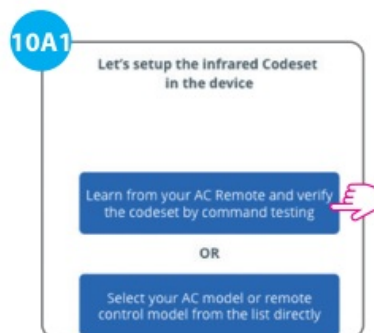 10A1
Let's setup the infrared Codeset
in the device
Learn from your AC Remote and verify
the codeset by command testing
OR
Select your AC model or remote
control model from the list directly